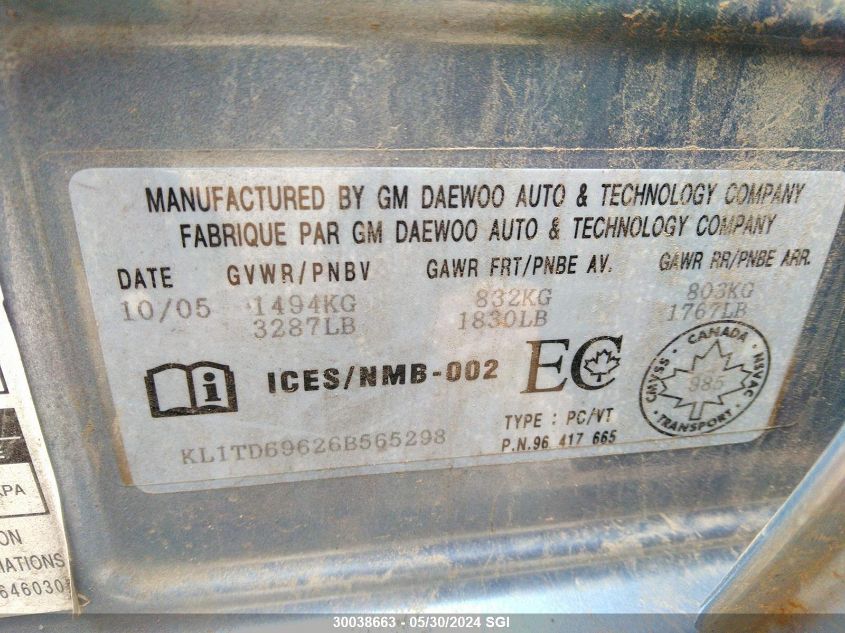 MANUFACTURED BY GM DAEWOO AUTO & TECHNOLOGY COMPANY
FABRIQUE PAR GM DAEWOO AUTO & TECHNOLOGY COMPANY
DATE GVWR/PNBV GAWR FRT/PNBE AV. GAWR RR/PNBE ARR.
10/05 1494KG 832KG 803KG
3287LB 1830LB 1767LB
ICES/NMB-002 EC
CMVSS · CANADA · NSVAC · TRANSPORT ·
985
TYPE : PC/VT
KL1TD69626B565298 P.N.96 417 665
KPA
ON
IATIONS
646030
30038663 — 05/30/2024 SGI